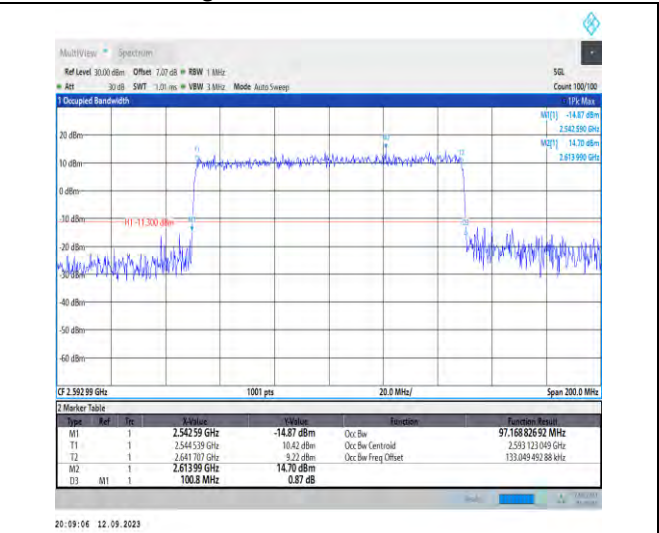 MultiView Spectrum
Ref Level 30.00 dBm Offset 7.07 dB RBW 1 MHz SGL
Att 30 dB SWT 1.01 ms VBW 3 MHz Mode Auto Sweep Count 100/100
1 Occupied Bandwidth 1Pk Max
M1[1] -14.87 dBm
2.542 590 GHz
M2[1] 14.70 dBm
2.613 990 GHz
20 dBm
10 dBm
0 dBm
-10 dBm
H1 -11.300 dBm
-20 dBm
-30 dBm
-40 dBm
-50 dBm
-60 dBm
CF 2.592 99 GHz 1001 pts 20.0 MHz/ Span 200.0 MHz
2 Marker Table
Type Ref Trc X-Value Y-Value Function Function Result
M1 1 2.542 59 GHz -14.87 dBm Occ Bw 97.168 826 92 MHz
T1 1 2.544 539 GHz 10.42 dBm Occ Bw Centroid 2.593 123 049 GHz
T2 1 2.641 707 GHz 9.22 dBm Occ Bw Freq Offset 133.049 492 88 kHz
M2 1 2.613 99 GHz 14.70 dBm
D3 M1 1 100.8 MHz 0.87 dB
20:09:06 12.09.2023